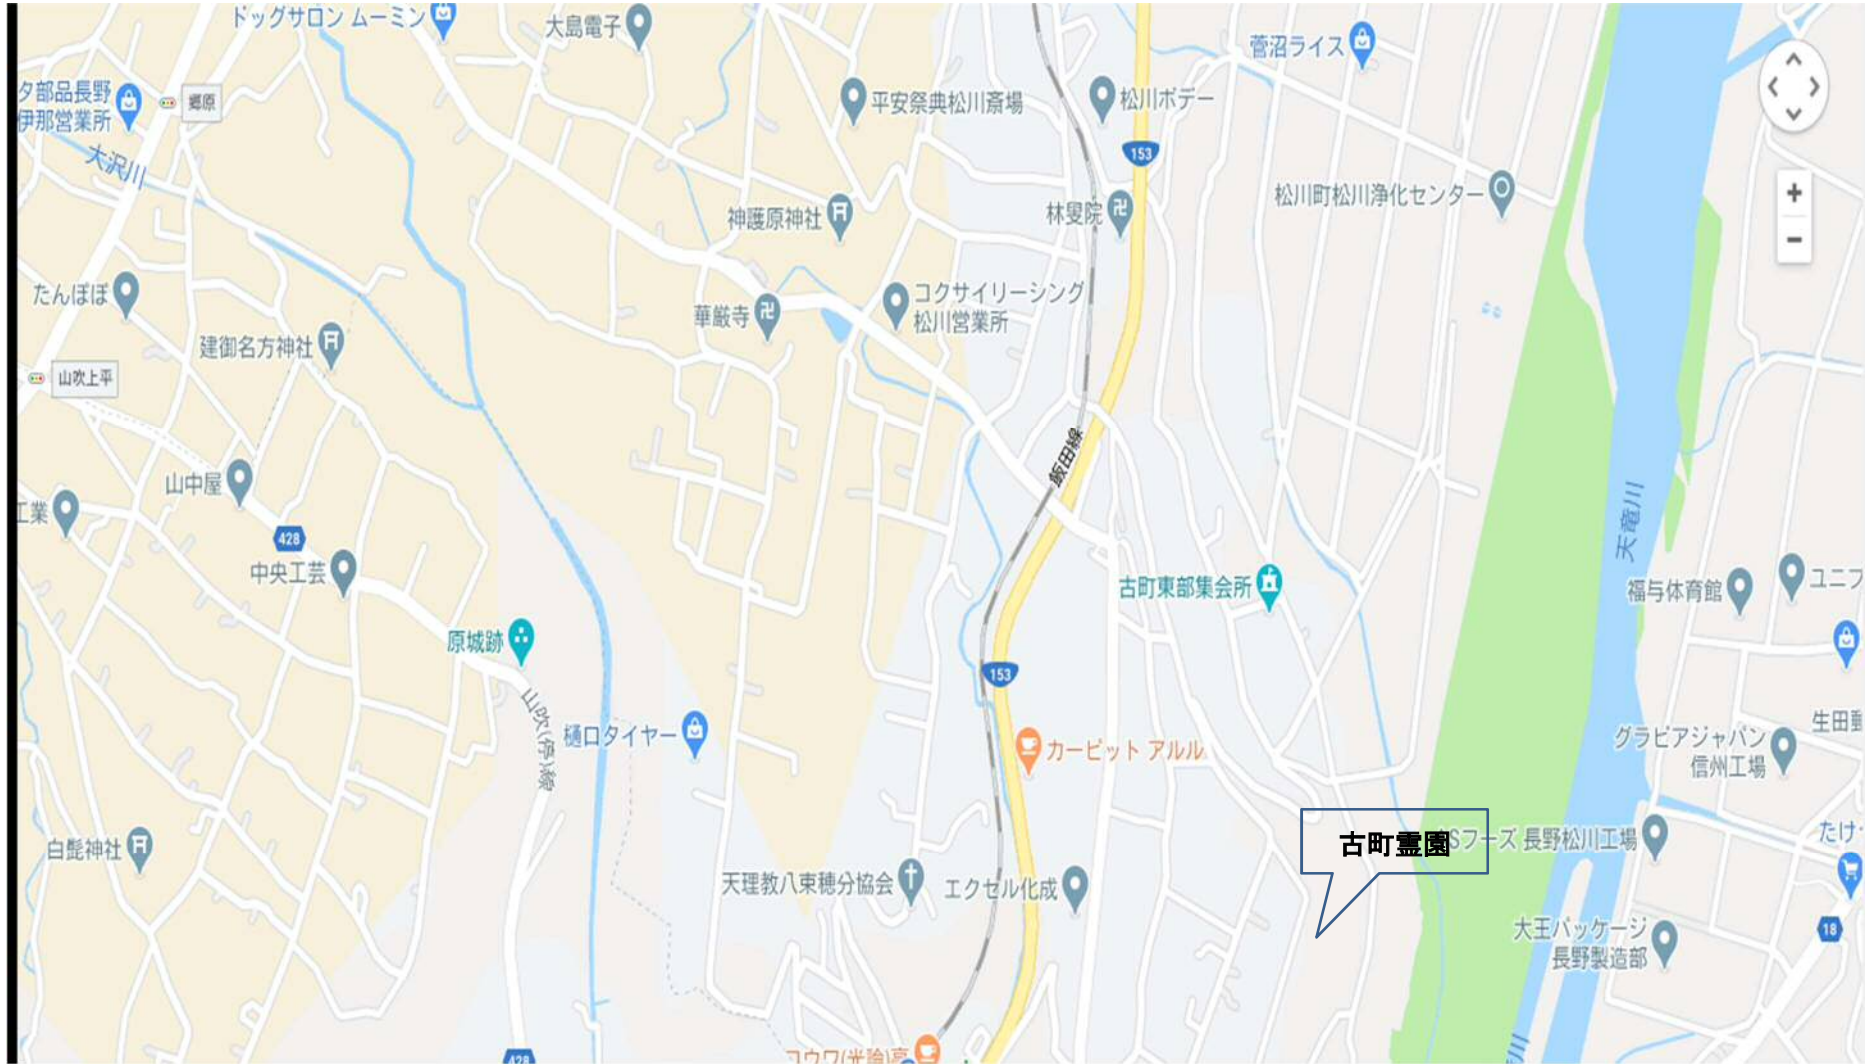 ドッグサロン ムーミン
大島電子
菅沼ライス
タ部品長野
伊那営業所
郷原
平安祭典松川斎場
松川ボデー
大沢川
153
松川町松川浄化センター
神護原神社
林叟院
たんぽぽ
コクサイリーシング
松川営業所
華厳寺
建御名方神社
山吹上平
飯田線
山中屋
工業
天竜川
428
中央工芸
古町東部集会所
福与体育館
ユニフ
原城跡
153
山吹(停)線
樋口タイヤー
カーピット アルル
グラビアジャパン
信州工場
生田郵
古町霊園
Sフーズ 長野松川工場
たけ
白髭神社
天理教八束穂分協会
エクセル化成
大王パッケージ
長野製造部
18
川
428